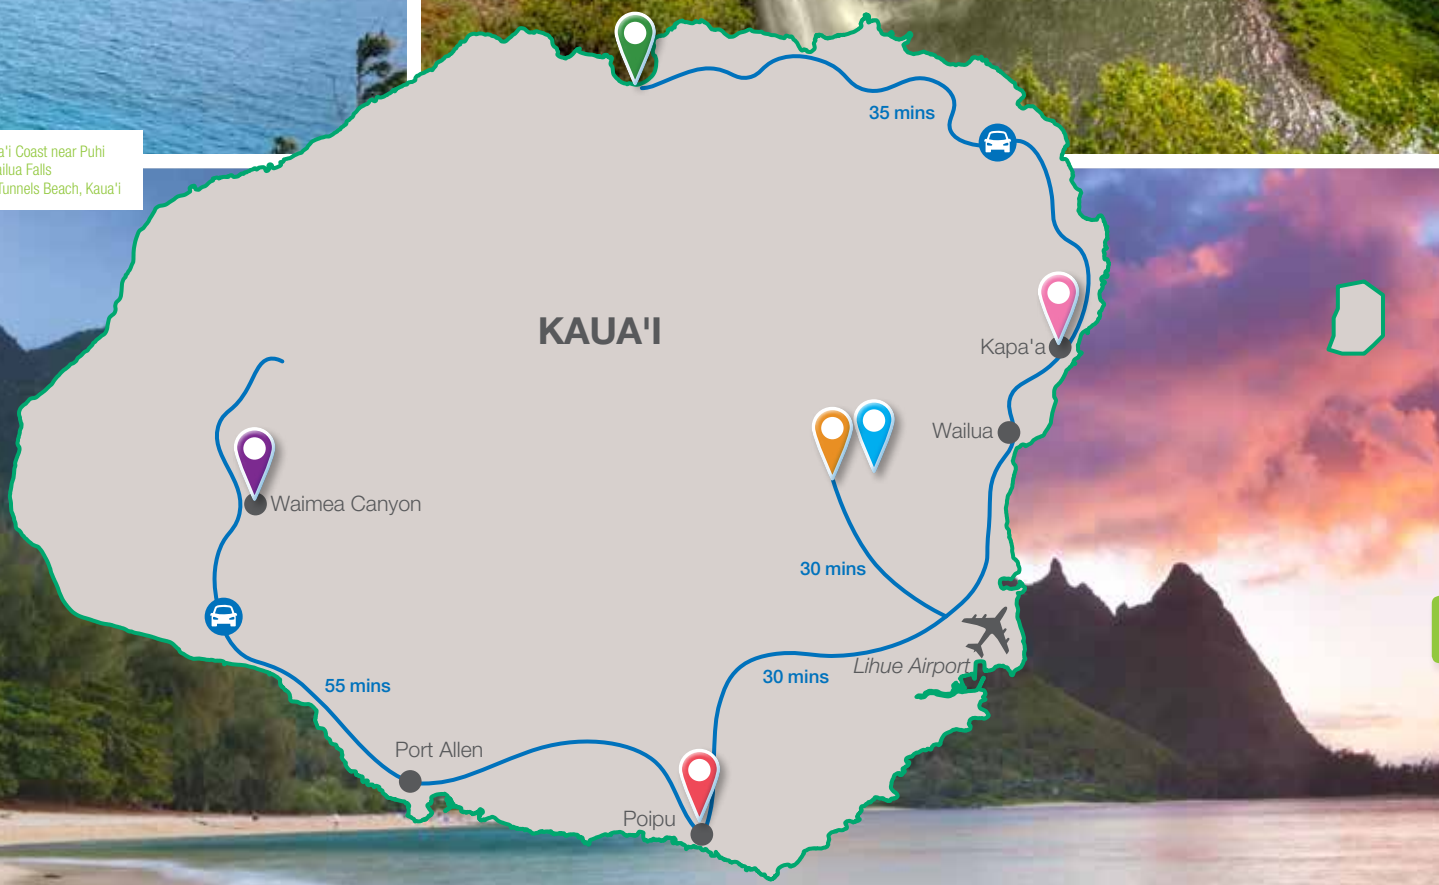 Coast near Puhi
Falls
Tunnels Beach, Kaua'i
35 mins
KAUA'I
Kapa'a
Wailua
Waimea Canyon
30 mins
Lihue Airport
30 mins
55 mins
Port Allen
Poipu